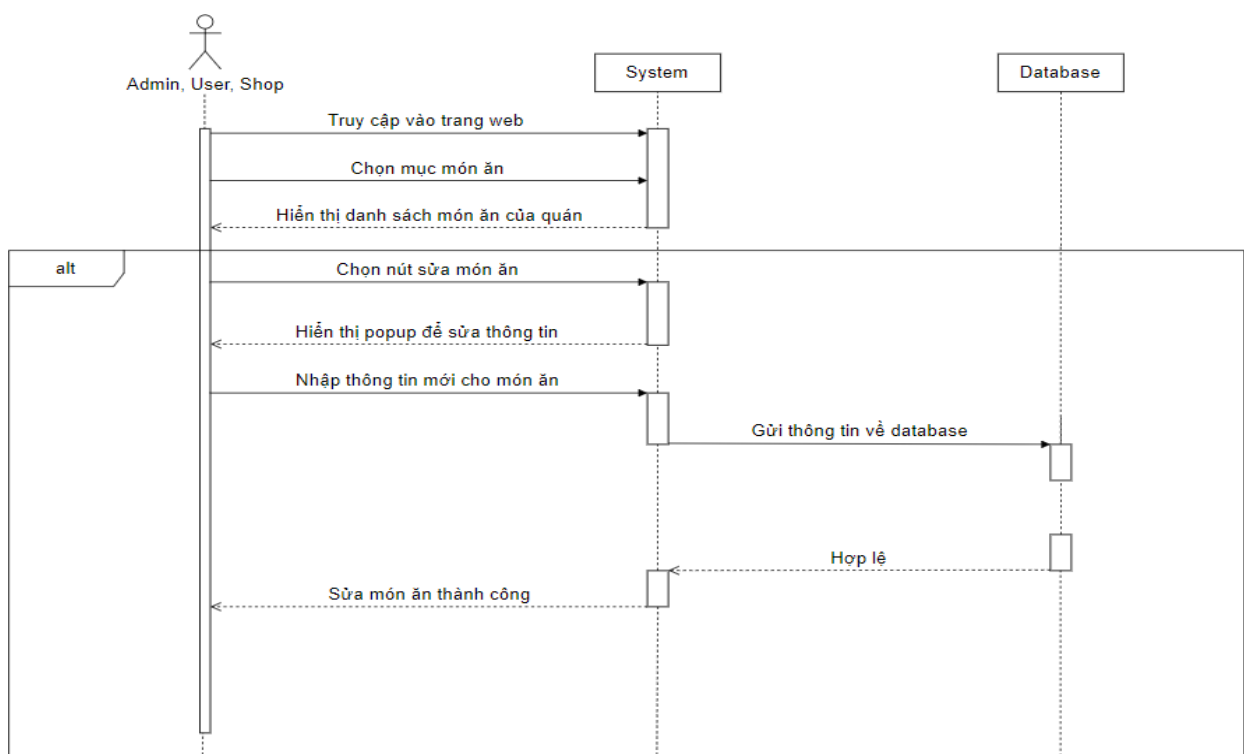 Admin, User, Shop
System
Database
Truy cập vào trang web
Chọn mục món ăn
Hiển thị danh sách món ăn của quán
alt
Chọn nút sửa món ăn
Hiển thị popup để sửa thông tin
Nhập thông tin mới cho món ăn
Gửi thông tin về database
Hợp lệ
Sửa món ăn thành công